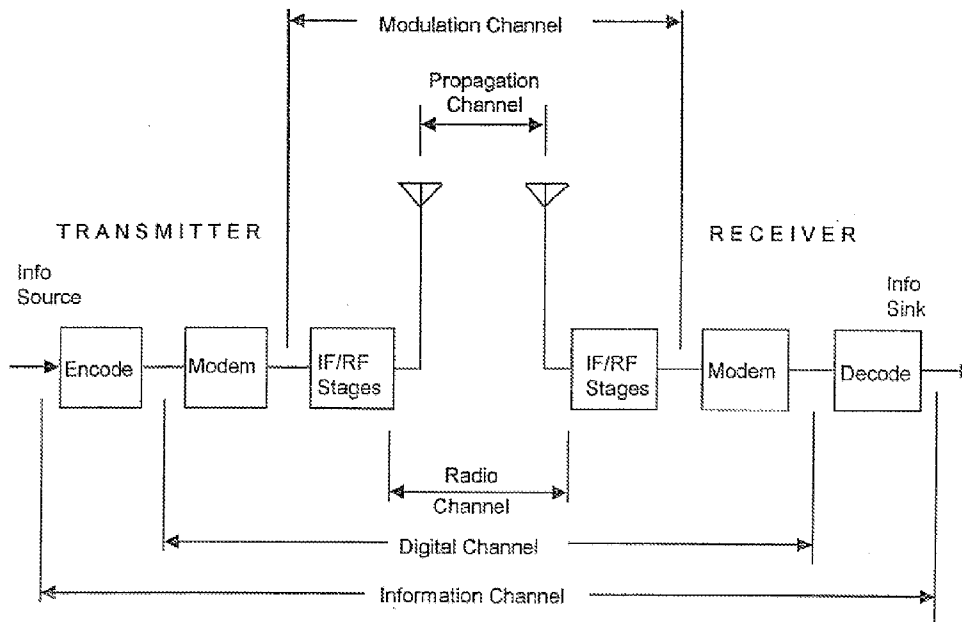 Modulation Channel
Propagation
Channel
TRANSMITTER
RECEIVER
Info
Source
Info
Sink
Encode
Modem
IF/RF
Stages
IF/RF
Stages
Modem
Decode
Radio
Channel
Digital Channel
Information Channel